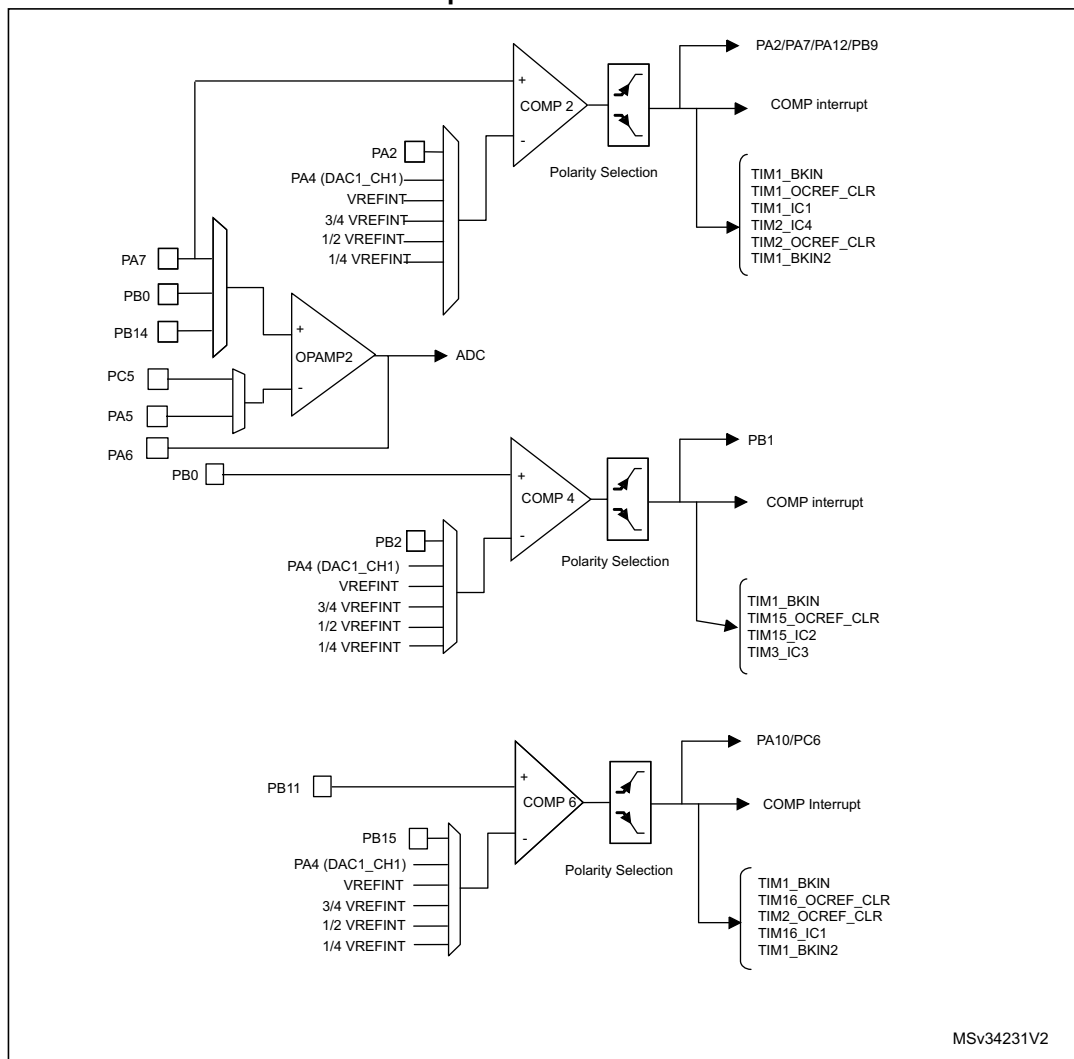 PA2/PA7/PA12/PB9
+
COMP 2
COMP interrupt
-
PA2
Polarity Selection
PA4 (DAC1_CH1)
VREFINT
3/4 VREFINT
1/2 VREFINT
1/4 VREFINT
TIM1_BKIN
TIM1_OCREF_CLR
TIM1_IC1
TIM2_IC4
TIM2_OCREF_CLR
TIM1_BKIN2
PA7
PB0
PB14
+
OPAMP2
-
ADC
PC5
PA5
PA6
PB0
PB1
+
COMP 4
COMP interrupt
-
PB2
Polarity Selection
PA4 (DAC1_CH1)
VREFINT
3/4 VREFINT
1/2 VREFINT
1/4 VREFINT
TIM1_BKIN
TIM15_OCREF_CLR
TIM15_IC2
TIM3_IC3
PA10/PC6
PB11
+
COMP 6
COMP Interrupt
-
PB15
Polarity Selection
PA4 (DAC1_CH1)
VREFINT
3/4 VREFINT
1/2 VREFINT
1/4 VREFINT
TIM1_BKIN
TIM16_OCREF_CLR
TIM2_OCREF_CLR
TIM16_IC1
TIM1_BKIN2
MSv34231V2